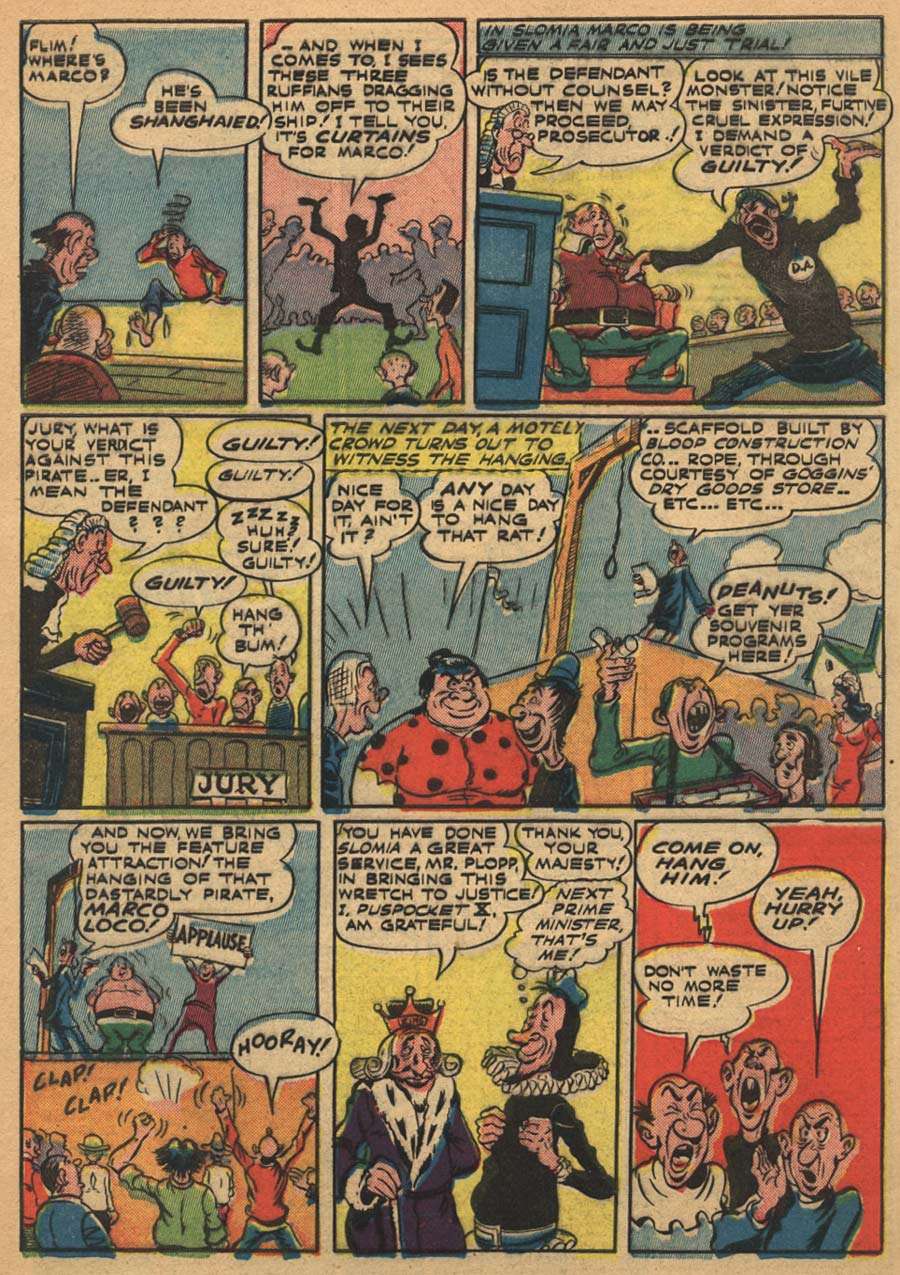 FLIM!
WHERE'S
MARCO?
HE'S
BEEN
SHANGHAIED!
— AND WHEN I
COMES TO, I SEES
THESE THREE
RUFFIANS DRAGGING
HIM OFF TO THEIR
SHIP! I TELL YOU,
IT'S CURTAINS
FOR MARCO!
IN SLOMIA MARCO IS BEING
GIVEN A FAIR AND JUST TRIAL!
IS THE DEFENDANT
WITHOUT COUNSEL?
THEN WE MAY
PROCEED,
PROSECUTOR..!
LOOK AT THIS VILE
MONSTER! NOTICE
THE SINISTER, FURTIVE
CRUEL EXPRESSION!
I DEMAND A
VERDICT OF
GUILTY!
D.A.
JURY, WHAT IS
YOUR VERDICT
AGAINST THIS
PIRATE.. ER, I
MEAN THE
DEFENDANT
? ? ?
GUILTY!
GUILTY!
ZZZZZ
HUH?
SURE!
GUILTY!
GUILTY!
HANG
TH'
BUM!
JURY
THE NEXT DAY, A MOTELY
CROWD TURNS OUT TO
WITNESS THE HANGING.
NICE
DAY FOR
IT, AIN'T
IT?
ANY DAY
IS A NICE DAY
TO HANG
THAT RAT!
.. SCAFFOLD BUILT BY
BLOOP CONSTRUCTION
CO... ROPE, THROUGH
COURTESY OF GOGGINS'
DRY GOODS STORE..
ETC... ETC...
PEANUTS!
GET YER
SOUVENIR
PROGRAMS
HERE!
AND NOW, WE BRING
YOU THE FEATURE
ATTRACTION! THE
HANGING OF THAT
DASTARDLY PIRATE,
MARCO
LOCO!
APPLAUSE
HOORAY!
CLAP!
CLAP!
YOU HAVE DONE
SLOMIA A GREAT
SERVICE, MR. PLOPP,
IN BRINGING THIS
WRETCH TO JUSTICE!
I, PUSPOCKET X,
AM GRATEFUL!
THANK YOU,
YOUR
MAJESTY!
NEXT
PRIME
MINISTER,
THAT'S
ME!
KING
COME ON,
HANG
HIM!
YEAH,
HURRY
UP!
DON'T WASTE
NO MORE
TIME!